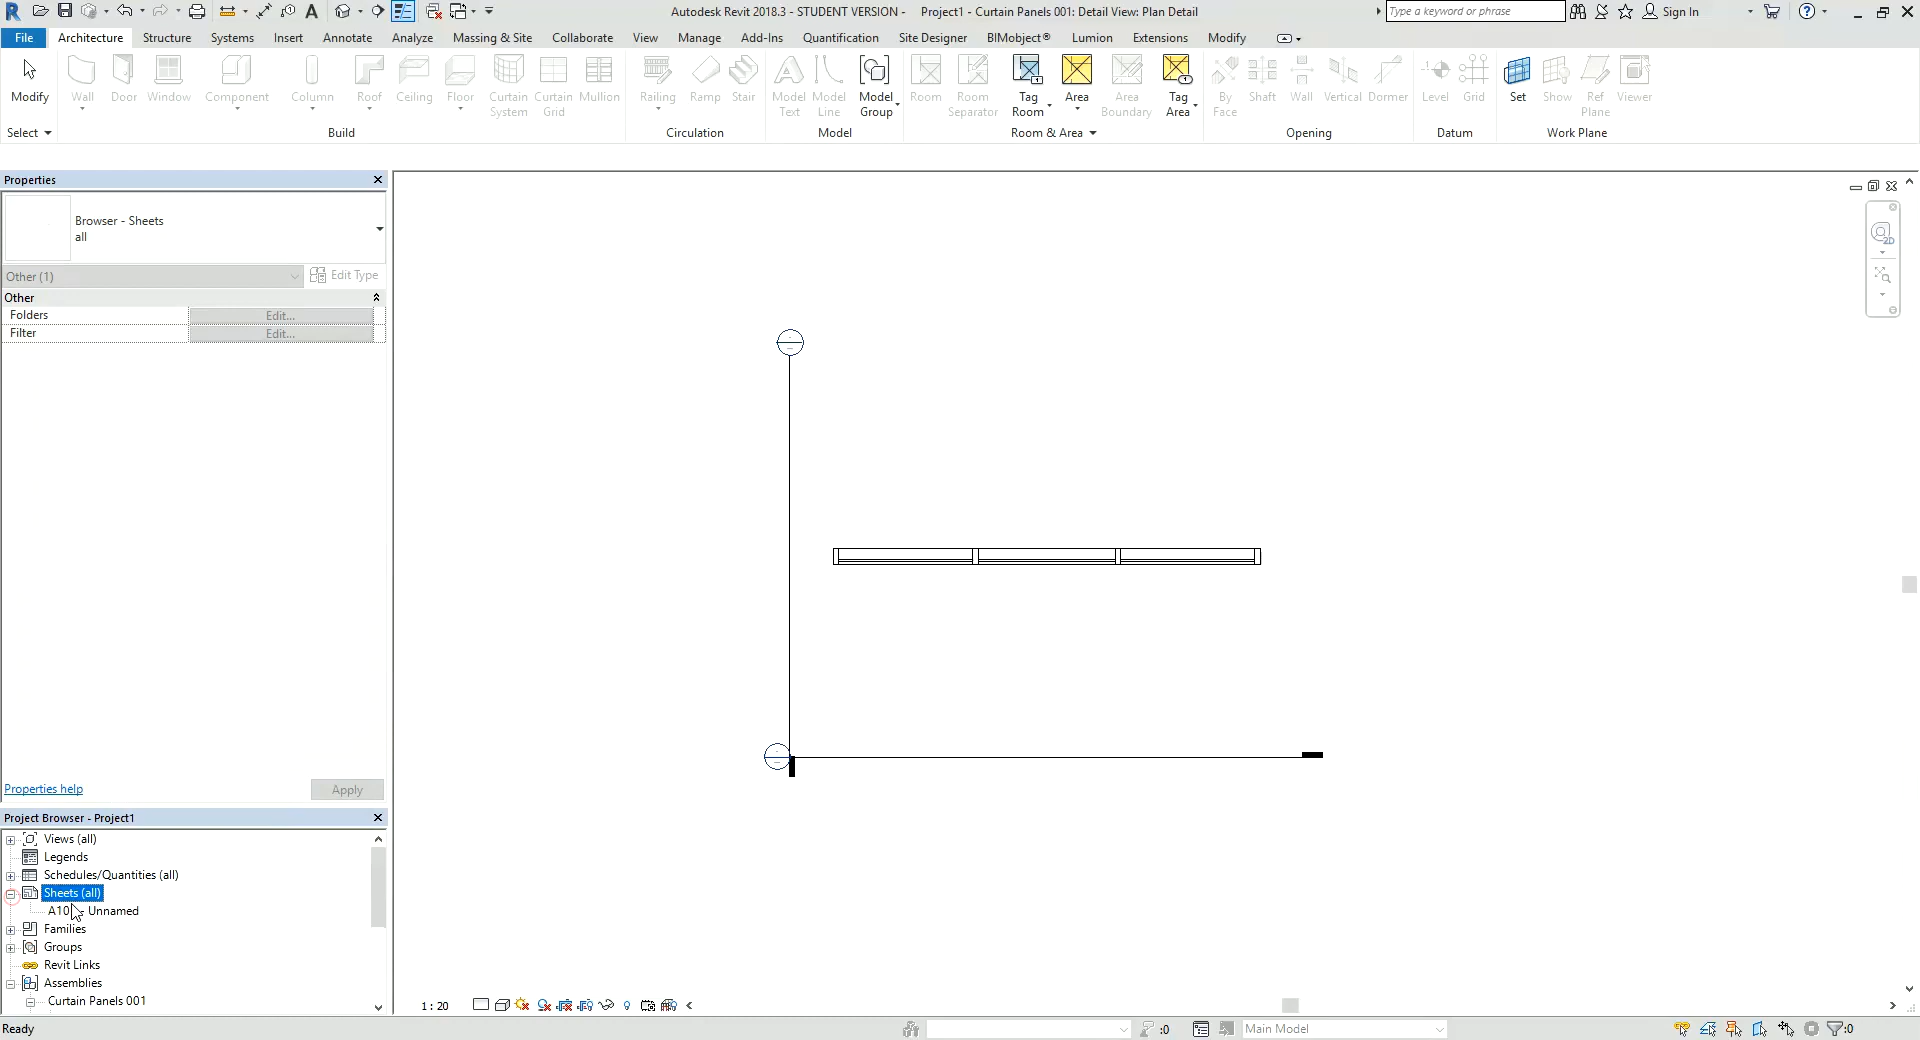 Autodesk Revit 2018.3 - STUDENT VERSION - Project1 - Curtain Panels 001: Detail View: Plan Detail
Type a keyword or phrase
Sign In
File Architecture Structure Systems Insert Annotate Analyze Massing & Site Collaborate View Manage Add-Ins Quantification Site Designer BIMobject® Lumion Extensions Modify
Modify
Wall
Door
Window
Component
Column
Roof
Ceiling
Floor
Curtain System
Curtain Grid
Mullion
Railing
Ramp
Stair
Model Text
Model Line
Model Group
Room
Room Separator
Tag Room
Area
Area Boundary
Tag Area
By Face
Shaft
Wall
Vertical
Dormer
Level
Grid
Set
Show
Ref Plane
Viewer
Select Build Circulation Model Room & Area Opening Datum Work Plane
Properties
Browser - Sheets
all
Other (1) Edit Type
Other
Folders Edit...
Filter Edit...
Properties help Apply
Project Browser - Project1
Views (all)
Legends
Schedules/Quantities (all)
Sheets (all)
A10 Unnamed
Families
Groups
Revit Links
Assemblies
Curtain Panels 001
2D
1 : 20
Ready
:0
Main Model
:0